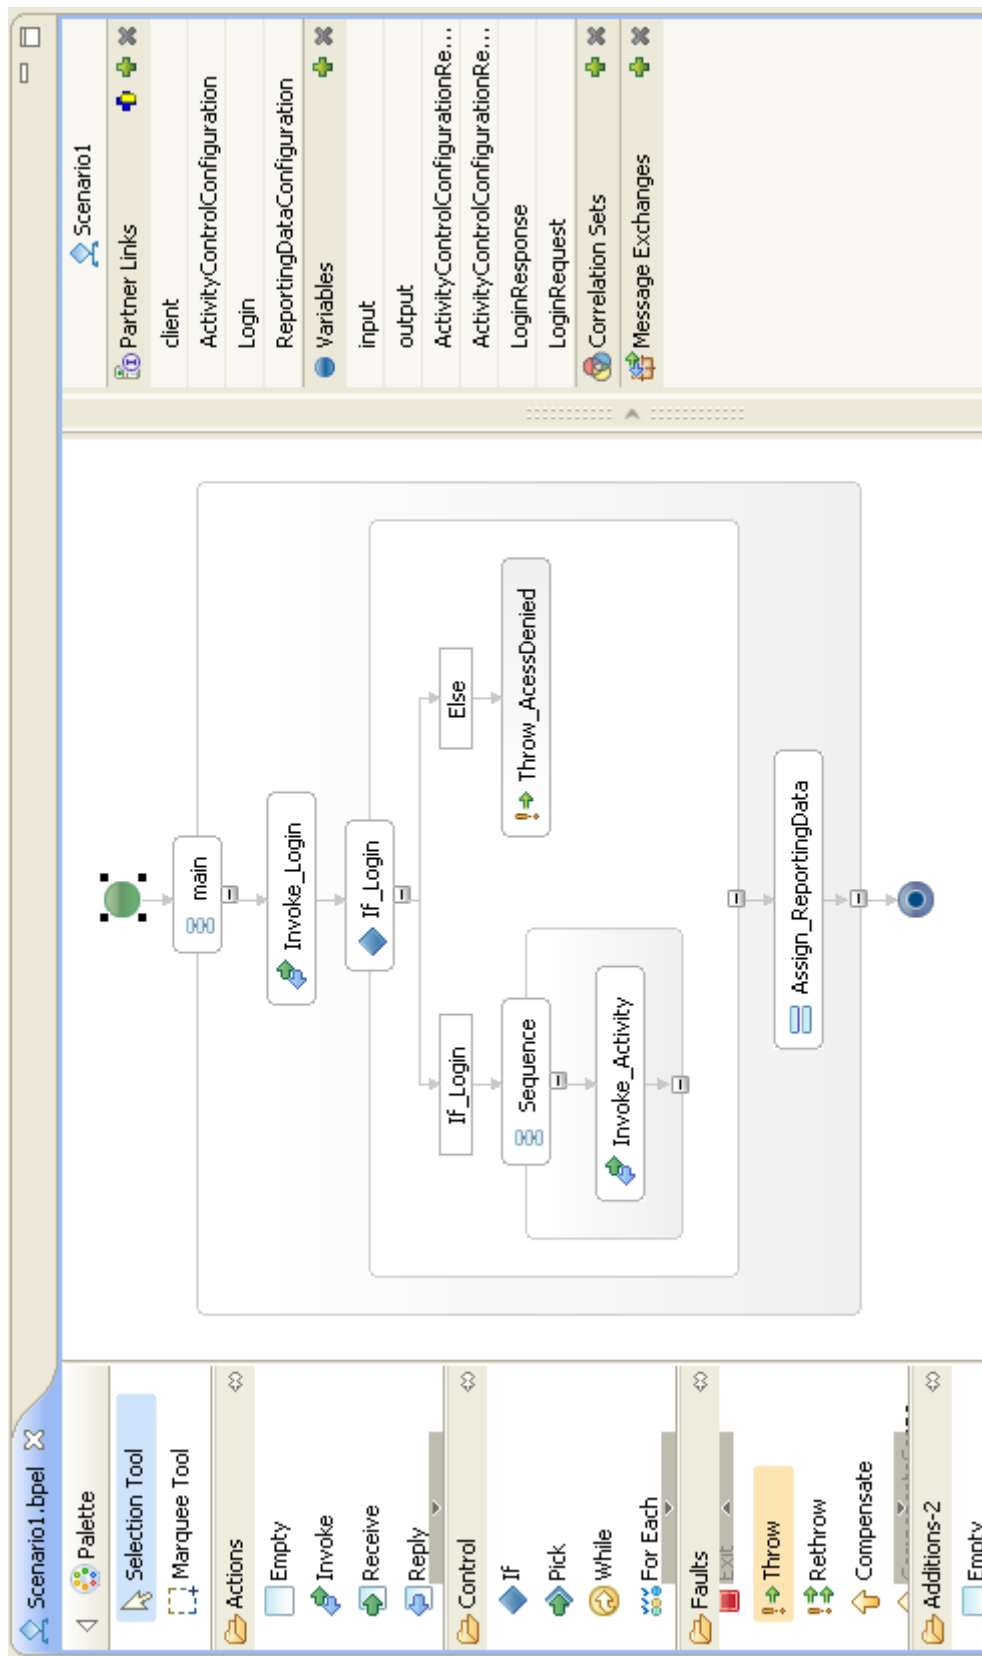 Scenario1.bpel
Palette
Selection Tool
Marquee Tool
Actions
Empty
Invoke
Receive
Reply
Control
If
Pick
While
For Each
Faults
Exit
Throw
Rethrow
Compensate
Additions-2
Empty
main
Invoke_Login
If_Login
If_Login
Else
Sequence
Throw_AcessDenied
Invoke_Activity
Assign_ReportingData
Scenario1
Partner Links
client
ActivityControlConfiguration
Login
ReportingDataConfiguration
Variables
input
output
ActivityControlConfigurationRe...
ActivityControlConfigurationRe...
LoginResponse
LoginRequest
Correlation Sets
Message Exchanges